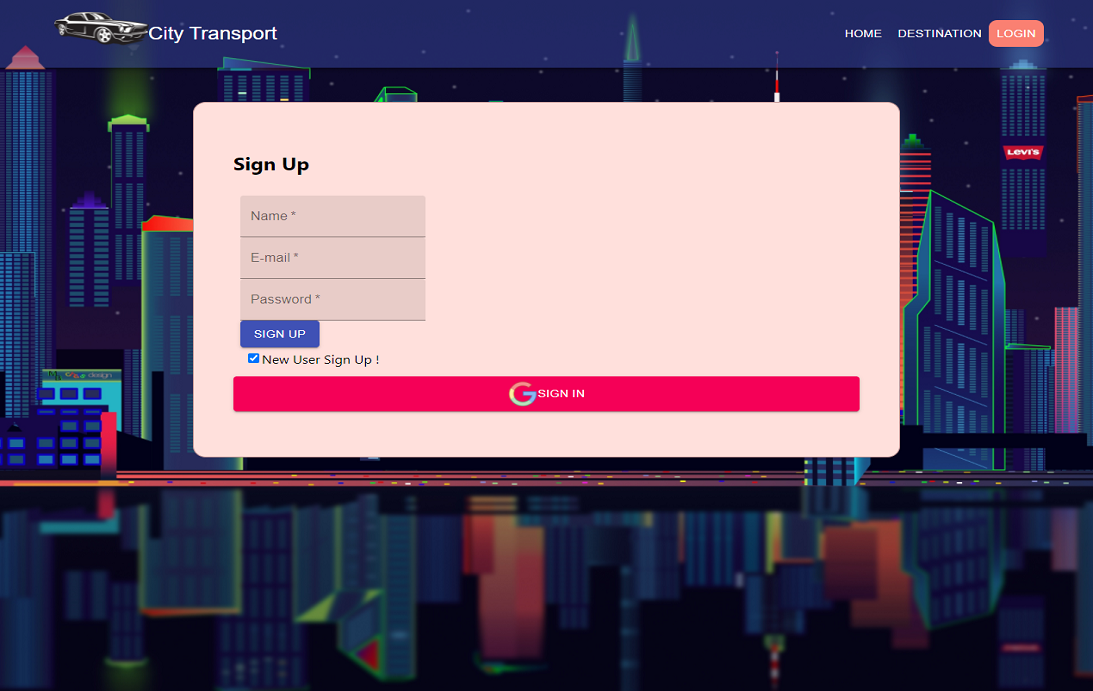 City Transport
HOME DESTINATION LOGIN
LEVI'S
Sign Up
Name *
E-mail *
Password *
SIGN UP
New User Sign Up !
design
SIGN IN